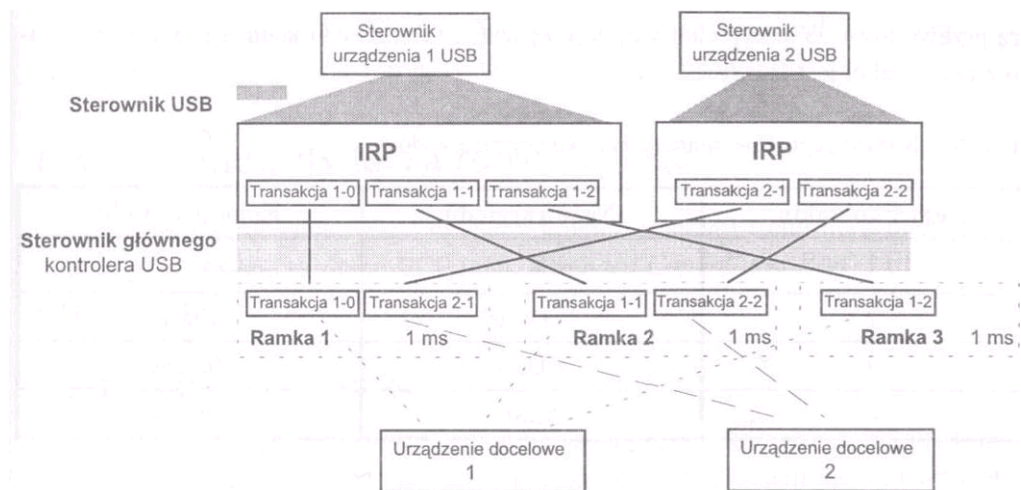 Sterownik
urządzenia 1 USB
Sterownik
urządzenia 2 USB
Sterownik USB
IRP
IRP
Transakcja 1-0
Transakcja 1-1
Transakcja 1-2
Transakcja 2-1
Transakcja 2-2
Sterownik głównego
kontrolera USB
Transakcja 1-0
Transakcja 2-1
Transakcja 1-1
Transakcja 2-2
Transakcja 1-2
Ramka 1
1 ms
Ramka 2
1 ms
Ramka 3
1 ms
Urządzenie docelowe
1
Urządzenie docelowe
2